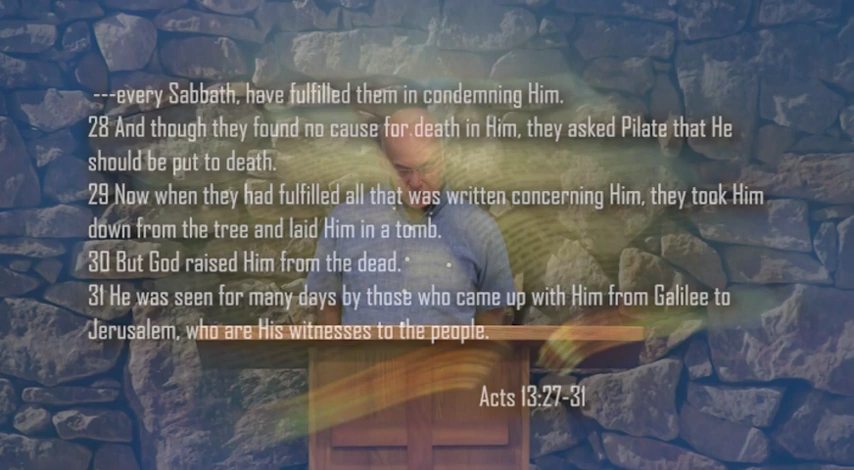 ---every Sabbath, have fulfilled them in condemning Him.
28 And though they found no cause for death in Him, they asked Pilate that He
should be put to death.
29 Now when they had fulfilled all that was written concerning Him, they took Him
down from the tree and laid Him in a tomb.
30 But God raised Him from the dead.
31 He was seen for many days by those who came up with Him from Galilee to
Jerusalem, who are His witnesses to the people.
Acts 13:27-31